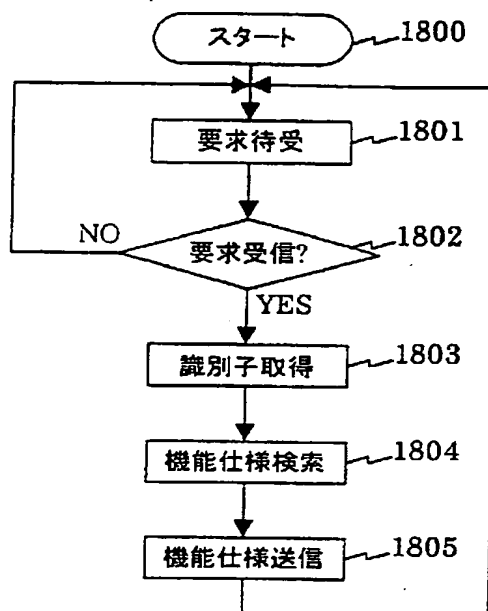 スタート 1800
要求待受 1801
要求受信? 1802
NO
YES
識別子取得 1803
機能仕様検索 1804
機能仕様送信 1805